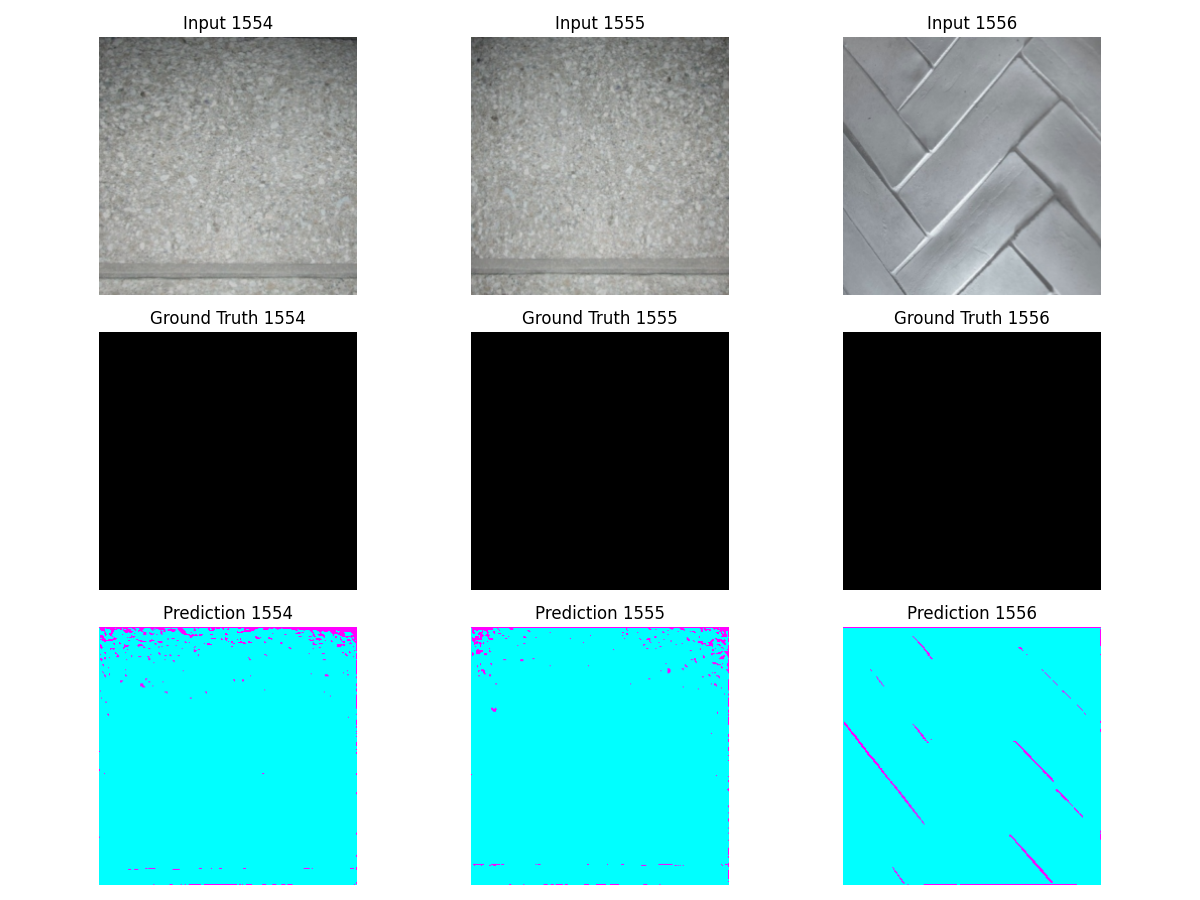 Input 1554
Input 1555
Input 1556
Ground Truth 1554
Ground Truth 1555
Ground Truth 1556
Prediction 1554
Prediction 1555
Prediction 1556